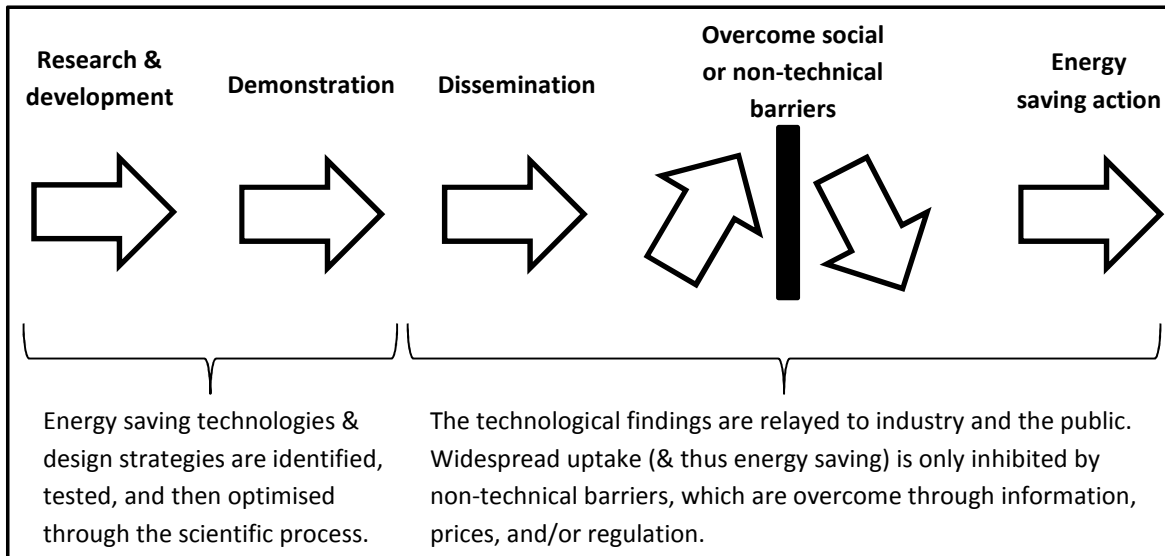 Research &
development
Demonstration
Dissemination
Overcome social
or non-technical
barriers
Energy
saving action
Energy saving technologies &
design strategies are identified,
tested, and then optimised
through the scientific process.
The technological findings are relayed to industry and the public.
Widespread uptake (& thus energy saving) is only inhibited by
non-technical barriers, which are overcome through information,
prices, and/or regulation.